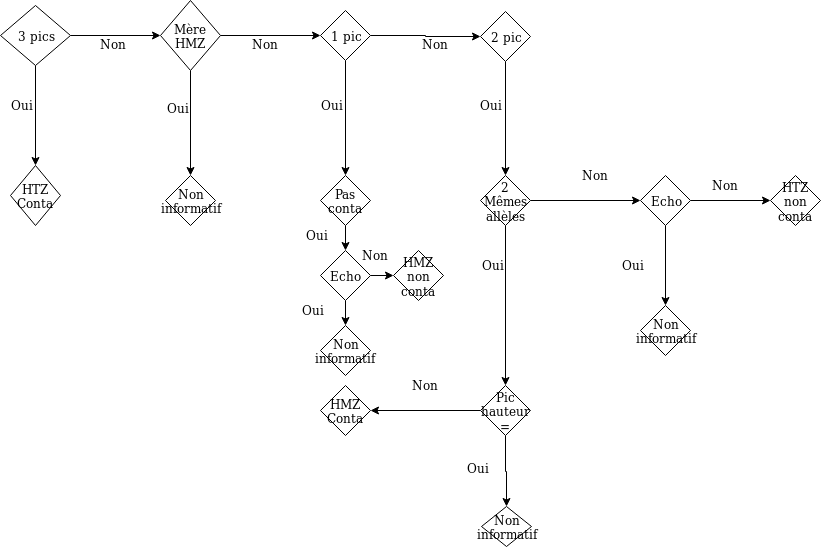 3 pics
Non
Mère
HMZ
Non
1 pic
Non
2 pic
Oui
Oui
Oui
Oui
HTZ
Conta
Non
informatif
Pas
conta
2
Mêmes
allèles
Non
Echo
Non
HTZ
non
conta
Oui
Echo
Non
HMZ
non
conta
Oui
Oui
Oui
Non
informatif
Non
informatif
HMZ
Conta
Non
Pic
hauteur
=
Oui
Non
informatif